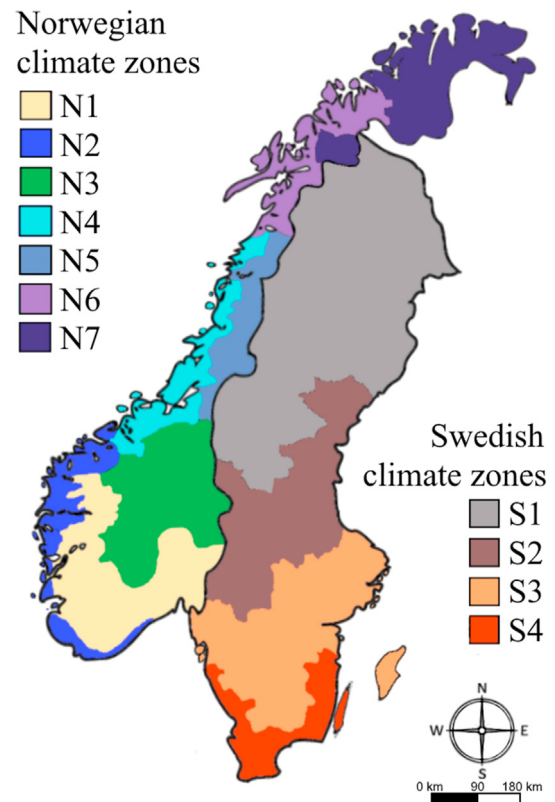 Norwegian
climate zones
N1
N2
N3
N4
N5
N6
N7
Swedish
climate zones
S1
S2
S3
S4
N
W E
S
0 km 90 180 km